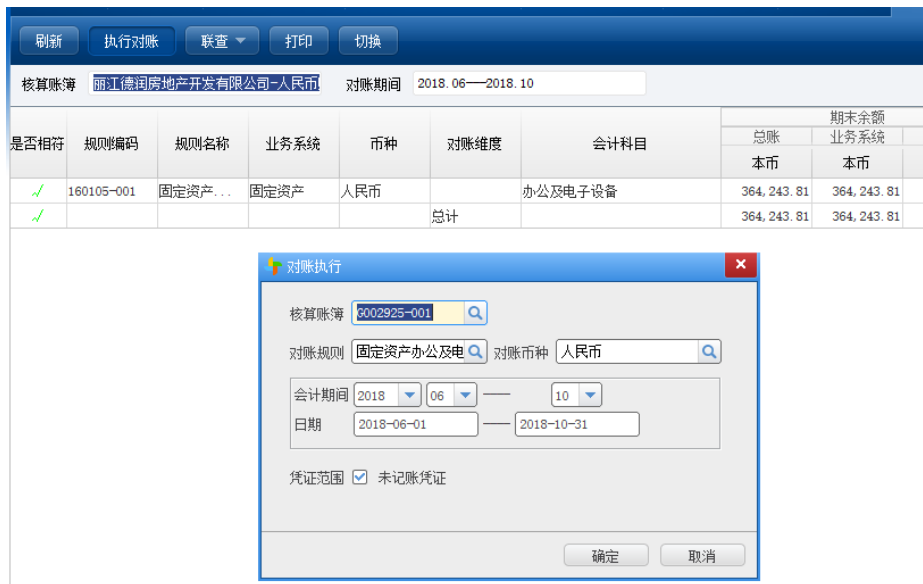 刷新 执行对账 联查 打印 切换
核算账簿 丽江德润房地产开发有限公司-人民币 对账期间 2018.06——2018.10
期末余额
是否相符 规则编码 规则名称 业务系统 币种 对账维度 会计科目 总账 业务系统
本币 本币
160105-001 固定资产... 固定资产 人民币 办公及电子设备 364,243.81 364,243.81
总计 364,243.81 364,243.81
对账执行
核算账簿 G002925-001
对账规则 固定资产办公及电 对账币种 人民币
会计期间 2018 06 —— 10
日期 2018-06-01 —— 2018-10-31
凭证范围 未记账凭证
确定 取消